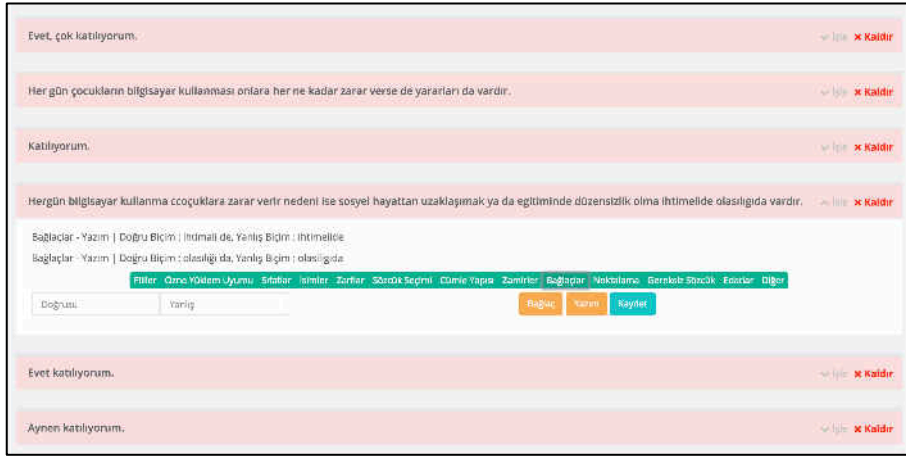 Evet, çok katılıyorum. İşle × Kaldır
Her gün çocukların bilgisayar kullanması onlara her ne kadar zarar verse de yararları da vardır. İşle × Kaldır
Katılıyorum. İşle × Kaldır
Hergün bilgisayar kullanma ccoçuklara zarar verir nedeni ise sosyel hayattan uzaklaşımak ya da egitiminde düzensizlik olma ihtimelide olasılıgıda vardır. İşle × Kaldır
Bağlaçlar - Yazım | Doğru Biçim : ihtimali de, Yanlış Biçim : ihtimelide
Bağlaçlar - Yazım | Doğru Biçim : olasılığı da, Yanlış Biçim : olasiligıda
Fiiller Özne Yüklem Uyumu Sıfatlar İsimler Zarflar Sözcük Seçimi Cümle Yapısı Zamirler Bağlaçlar Noktalama Gereksiz Sözcük Edatlar Diğer
Doğrusu Yanlış Bağlaç Yazım Kaydet
Evet katılıyorum. İşle × Kaldır
Aynen katılıyorum. İşle × Kaldır